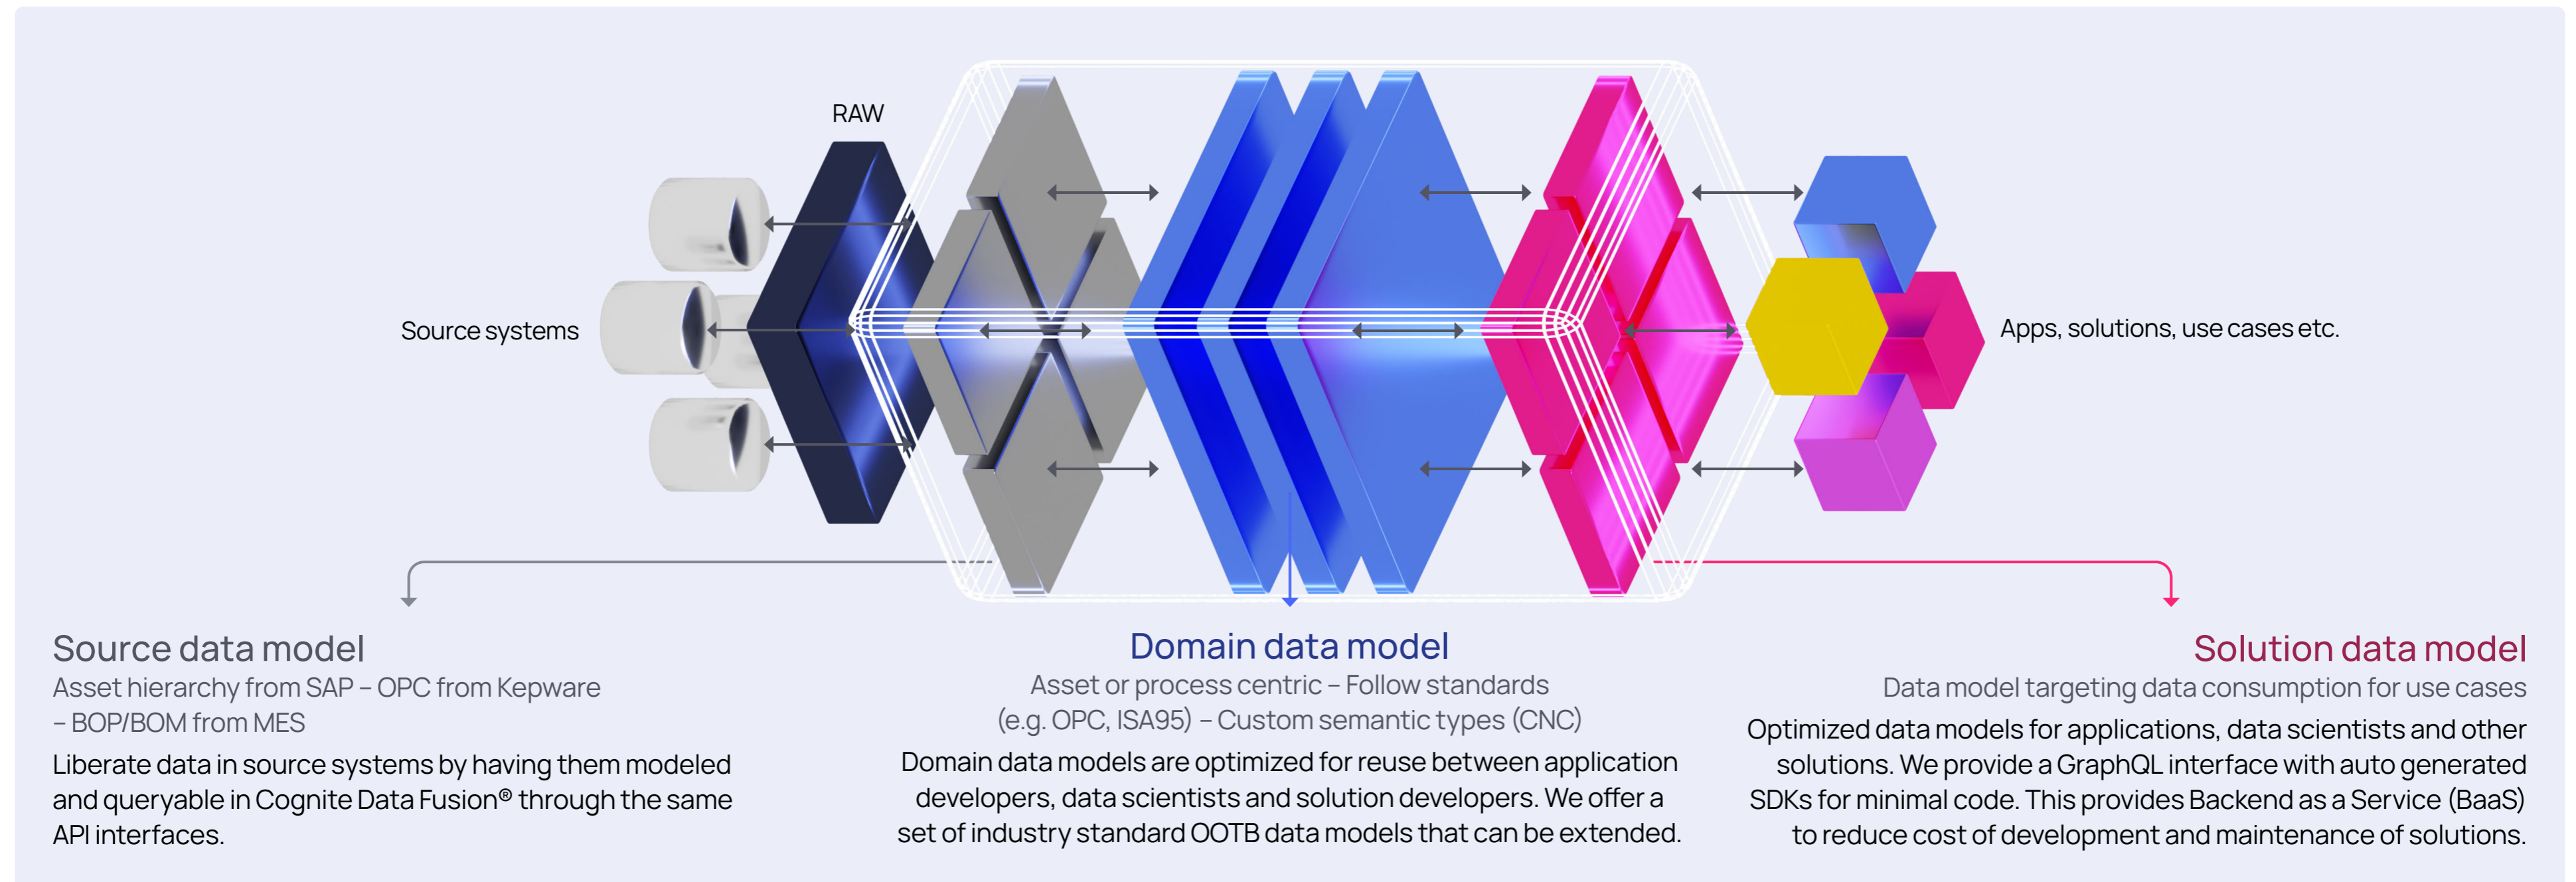 RAW
Source systems
Apps, solutions, use cases etc.
Source data model
Asset hierarchy from SAP – OPC from Kepware
– BOP/BOM from MES
Liberate data in source systems by having them modeled
and queryable in Cognite Data Fusion® through the same
API interfaces.
Domain data model
Asset or process centric – Follow standards
(e.g. OPC, ISA95) – Custom semantic types (CNC)
Domain data models are optimized for reuse between application
developers, data scientists and solution developers. We offer a
set of industry standard OOTB data models that can be extended.
Solution data model
Data model targeting data consumption for use cases
Optimized data models for applications, data scientists and other
solutions. We provide a GraphQL interface with auto generated
SDKs for minimal code. This provides Backend as a Service (BaaS)
to reduce cost of development and maintenance of solutions.